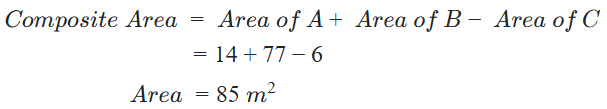 Composite Area = Area of A + Area of B − Area of C
= 14 + 77 − 6
Area = 85 m²